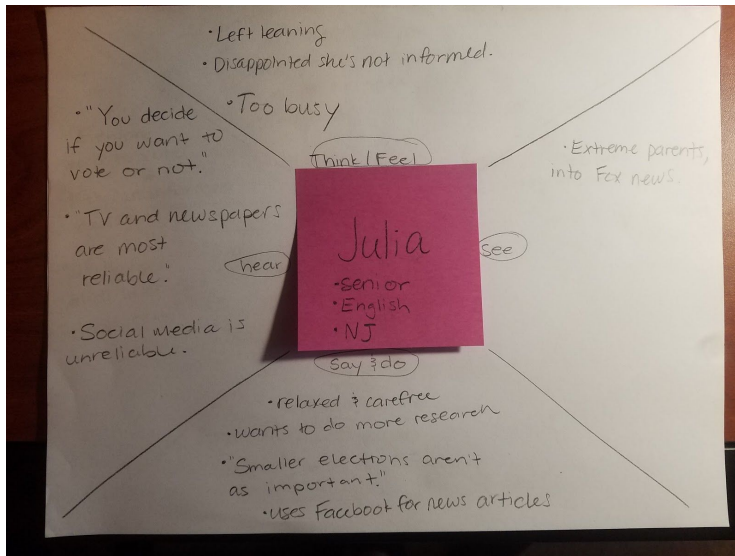 • Left leaning
• Disappointed she's not informed.
• Too busy
Think/Feel
• "You decide
if you want to
vote or not."
• "TV and newspapers
are most
reliable."
• Social media is
unreliable.
hear
Julia
• Senior
• English
• NJ
see
• Extreme parents,
into Fox news.
Say & do
• relaxed & carefree
• wants to do more research
• "Smaller elections aren't
as important."
• uses Facebook for news articles